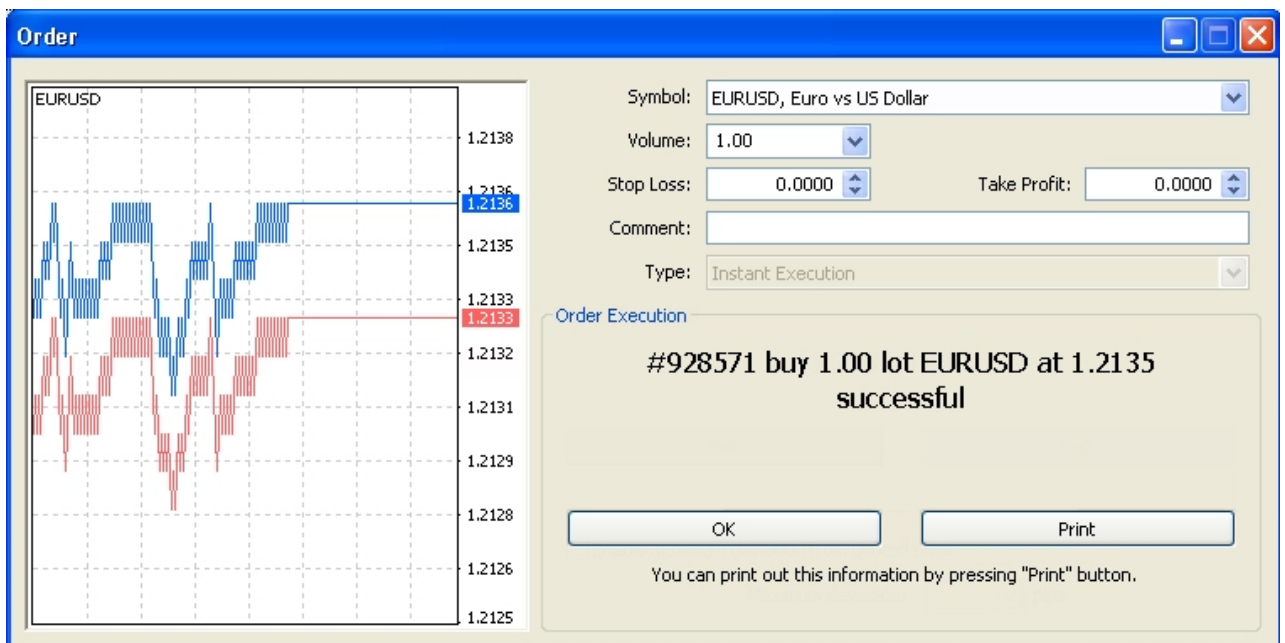 Order
EURUSD
1.2138
1.2136
1.2136
1.2135
1.2133
1.2133
1.2132
1.2131
1.2129
1.2128
1.2126
1.2125
Symbol: EURUSD, Euro vs US Dollar
Volume: 1.00
Stop Loss: 0.0000 Take Profit: 0.0000
Comment:
Type: Instant Execution
Order Execution
#928571 buy 1.00 lot EURUSD at 1.2135
successful
OK Print
You can print out this information by pressing "Print" button.